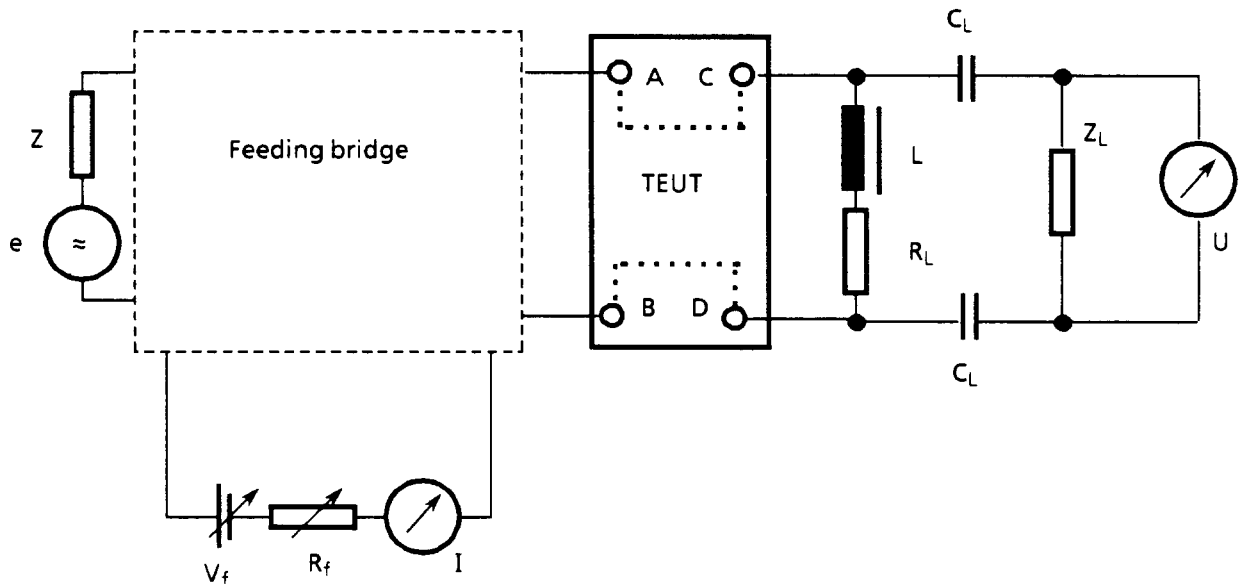 C_L
A
C
Z
Feeding bridge
Z_L
L
TEUT
e
≈
U
R_L
B
D
C_L
V_f
R_f
I